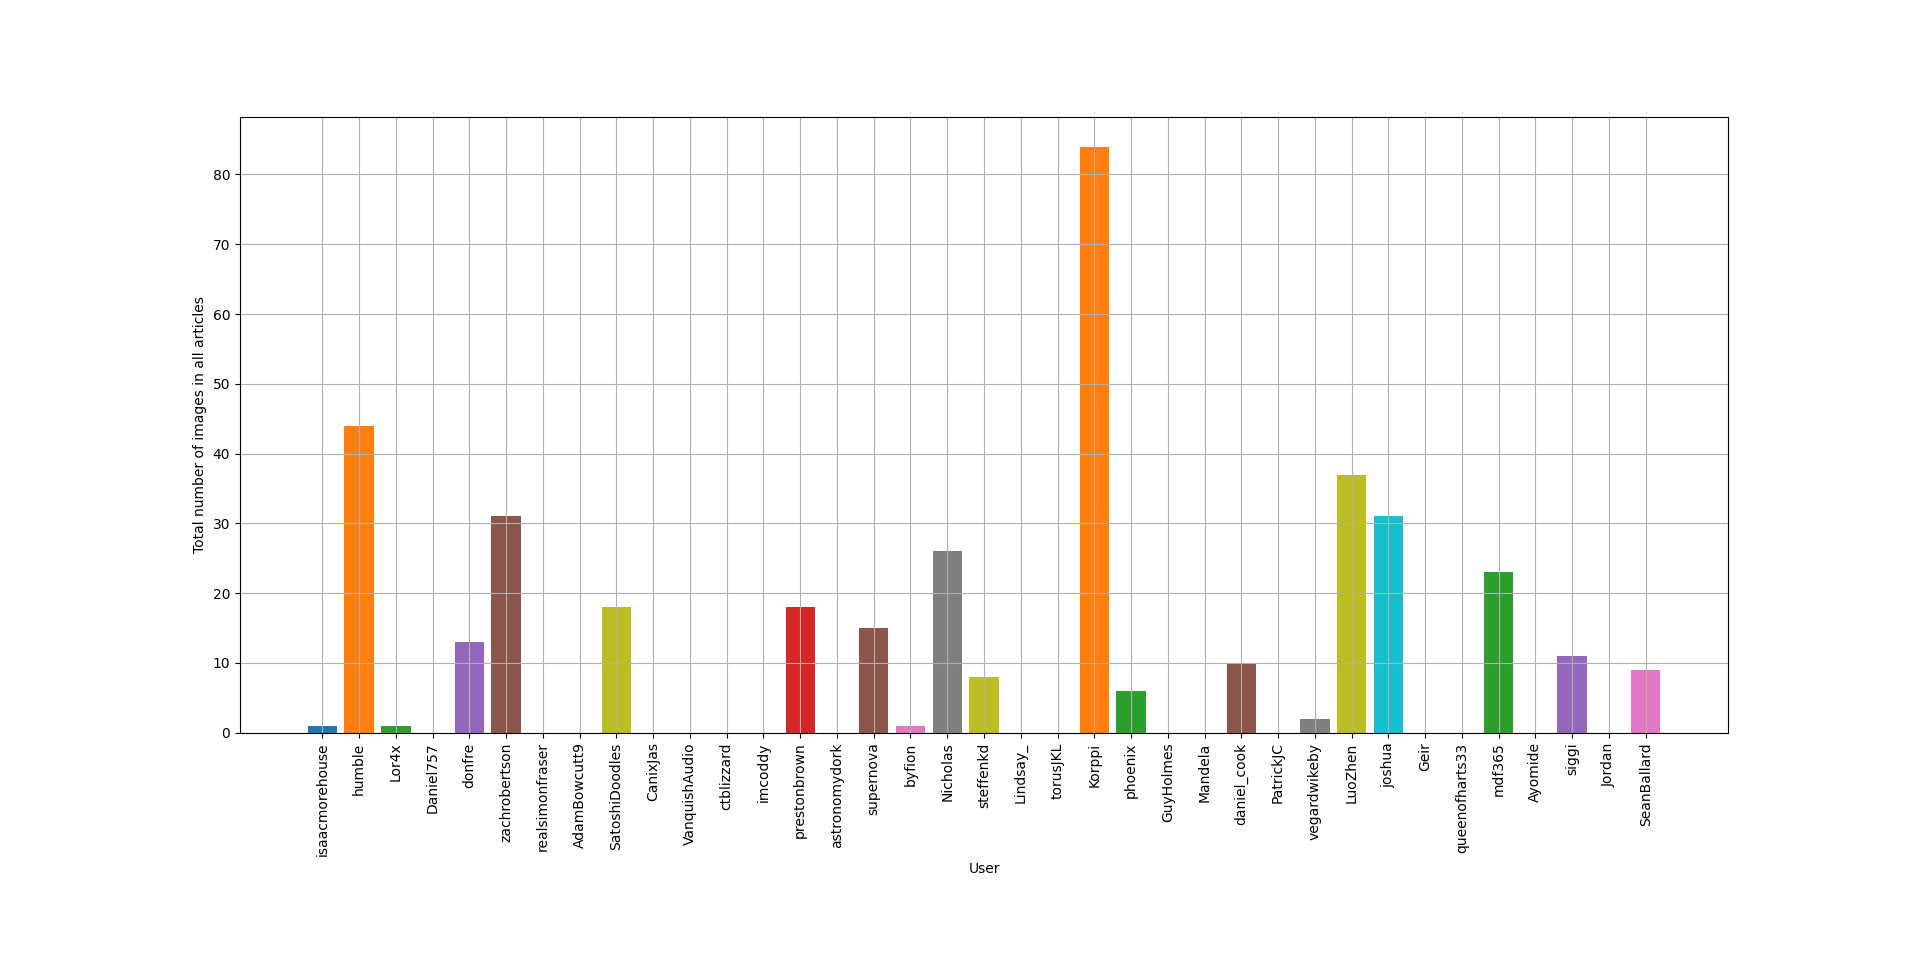 Total number of images in all articles
80
70
60
50
40
30
20
10
0
isaacmorehouse
humble
Lor4x
Daniel757
donfre
zachrobertson
realsimonfraser
AdamBowcutt9
SatoshiDoodles
CanixJas
VanquishAudio
ctblizzard
imcoddy
prestonbrown
astronomydork
supernova
byfion
Nicholas
steffenkd
Lindsay_
torusJKL
Korppi
phoenix
GuyHolmes
Mandela
daniel_cook
PatrickJC
vegardwikeby
LuoZhen
joshua
Geir
queenofharts33
mdf365
Ayomide
siggi
Jordan
SeanBallard
User